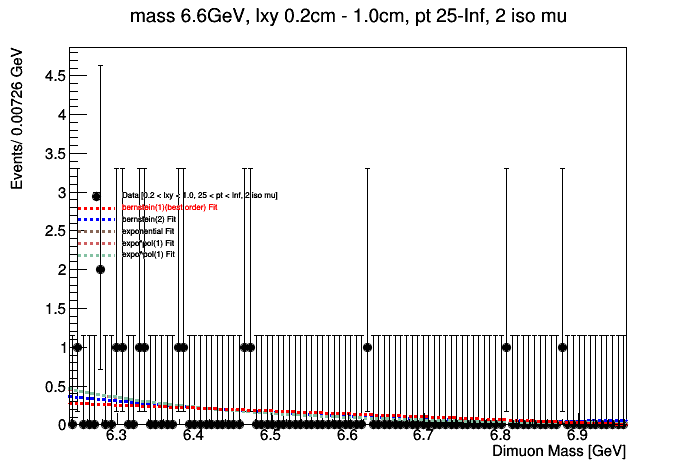 mass 6.6GeV, lxy 0.2cm - 1.0cm, pt 25-Inf, 2 iso mu
Events/ 0.00726 GeV
4.5
4
3.5
3
2.5
2
1.5
1
0.5
0
Data [0.2 < lxy < 1.0, 25 < pt < Inf, 2 iso mu]
bernstein(1)(best order) Fit
bernstein(2) Fit
exponential Fit
expo*pol(1) Fit
expo*pol(1) Fit
6.3 6.4 6.5 6.6 6.7 6.8 6.9
Dimuon Mass [GeV]